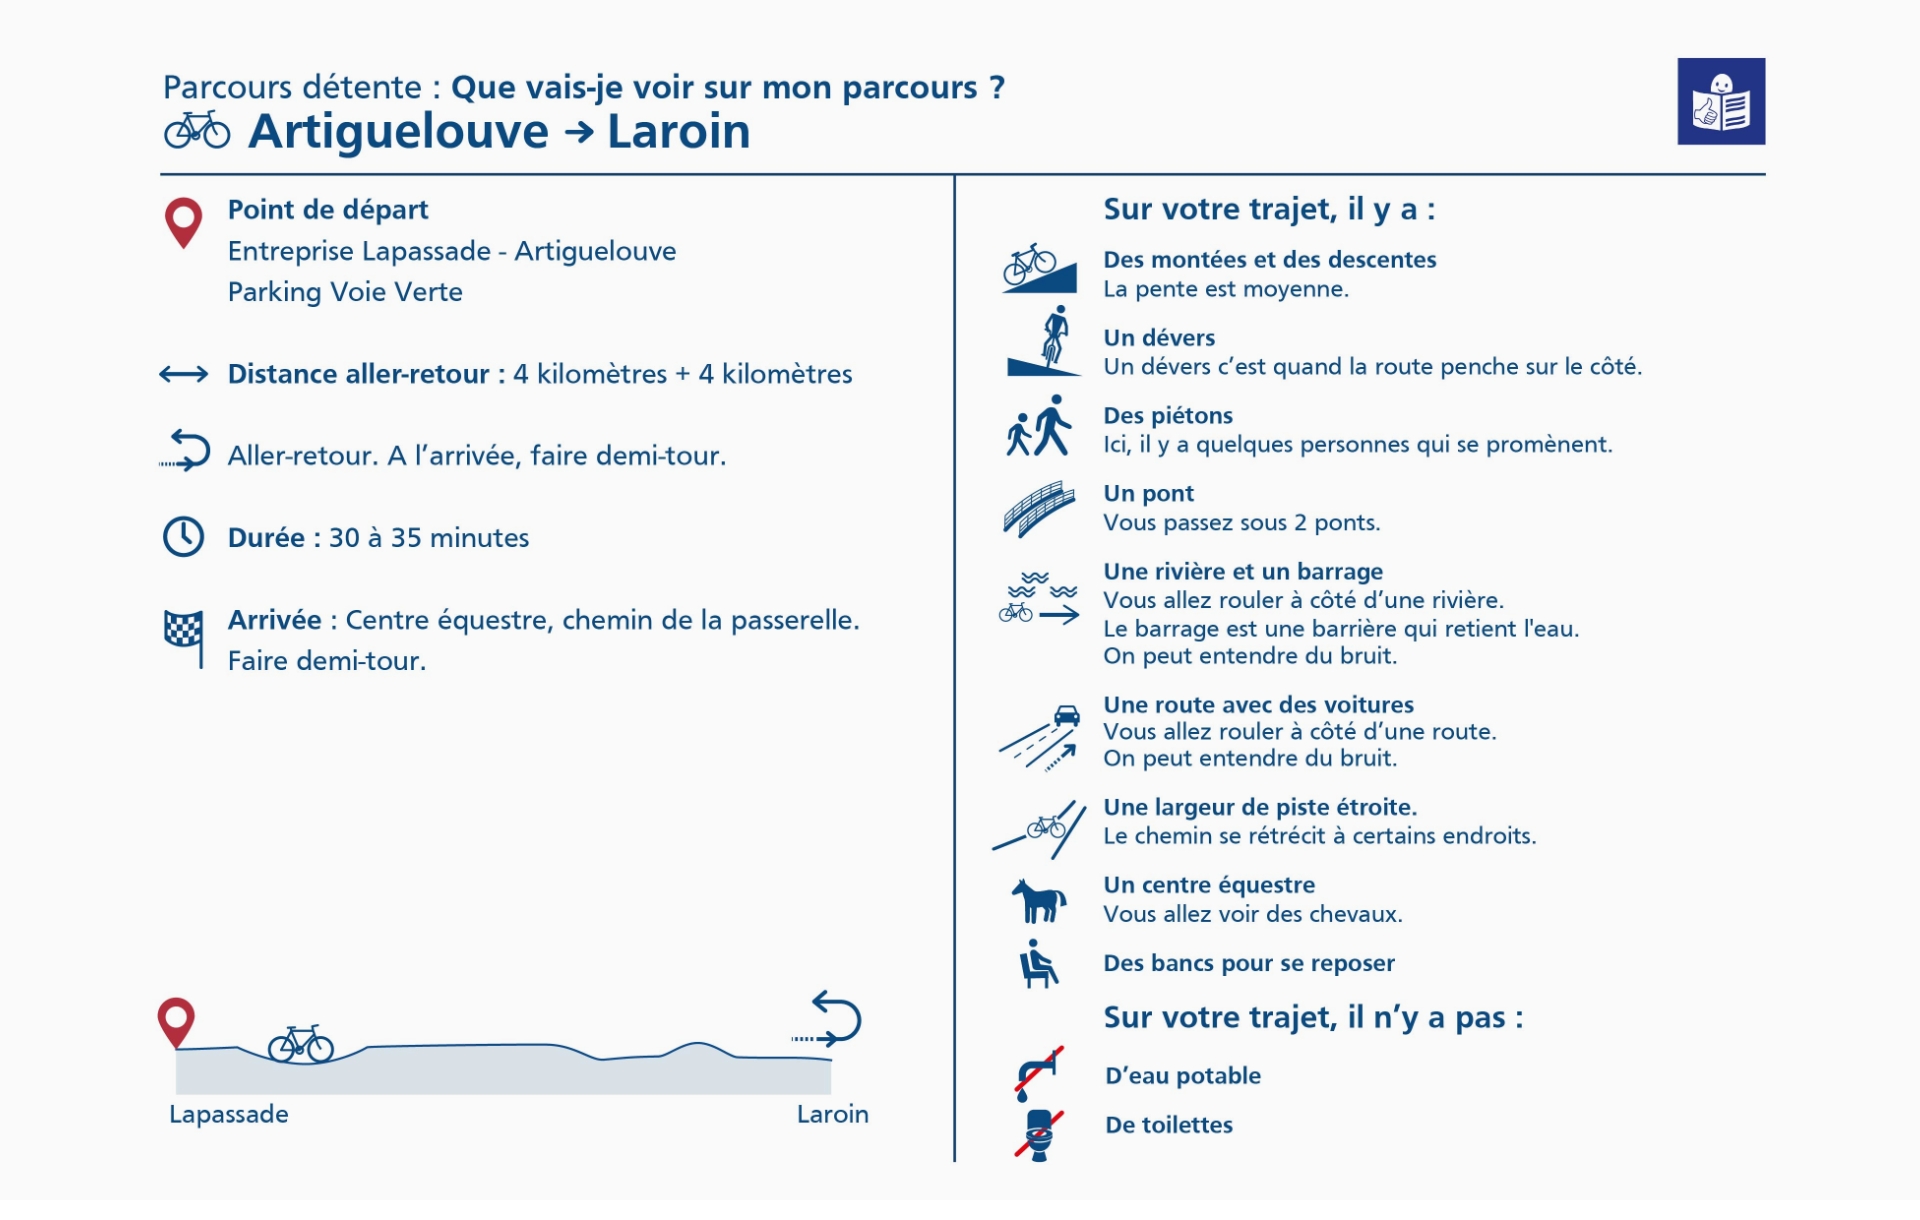 Parcours détente : Que vais-je voir sur mon parcours ?
Artiguelouve → Laroin
Point de départ
Entreprise Lapassade - Artiguelouve
Parking Voie Verte
Distance aller-retour : 4 kilomètres + 4 kilomètres
Aller-retour. A l’arrivée, faire demi-tour.
Durée : 30 à 35 minutes
Arrivée : Centre équestre, chemin de la passerelle.
Faire demi-tour.
Lapassade
Laroin
Sur votre trajet, il y a :
Des montées et des descentes
La pente est moyenne.
Un dévers
Un dévers c’est quand la route penche sur le côté.
Des piétons
Ici, il y a quelques personnes qui se promènent.
Un pont
Vous passez sous 2 ponts.
Une rivière et un barrage
Vous allez rouler à côté d’une rivière.
Le barrage est une barrière qui retient l'eau.
On peut entendre du bruit.
Une route avec des voitures
Vous allez rouler à côté d’une route.
On peut entendre du bruit.
Une largeur de piste étroite.
Le chemin se rétrécit à certains endroits.
Un centre équestre
Vous allez voir des chevaux.
Des bancs pour se reposer
Sur votre trajet, il n’y a pas :
D’eau potable
De toilettes